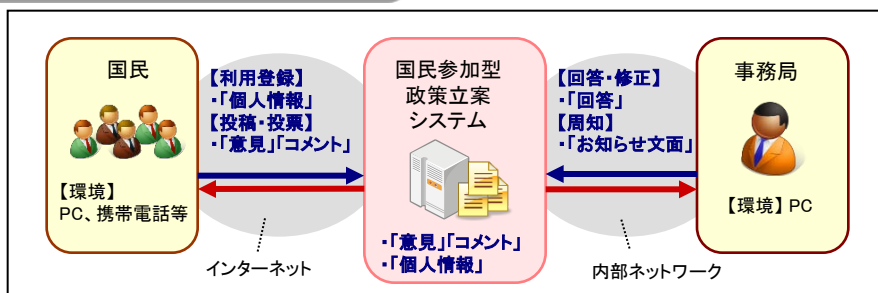 国民
【環境】
PC、携帯電話等
【利用登録】
・「個人情報」
【投稿・投票】
・「意見」「コメント」
インターネット
国民参加型
政策立案
システム
・「意見」「コメント」
・「個人情報」
【回答・修正】
・「回答」
【周知】
・「お知らせ文面」
内部ネットワーク
事務局
【環境】PC